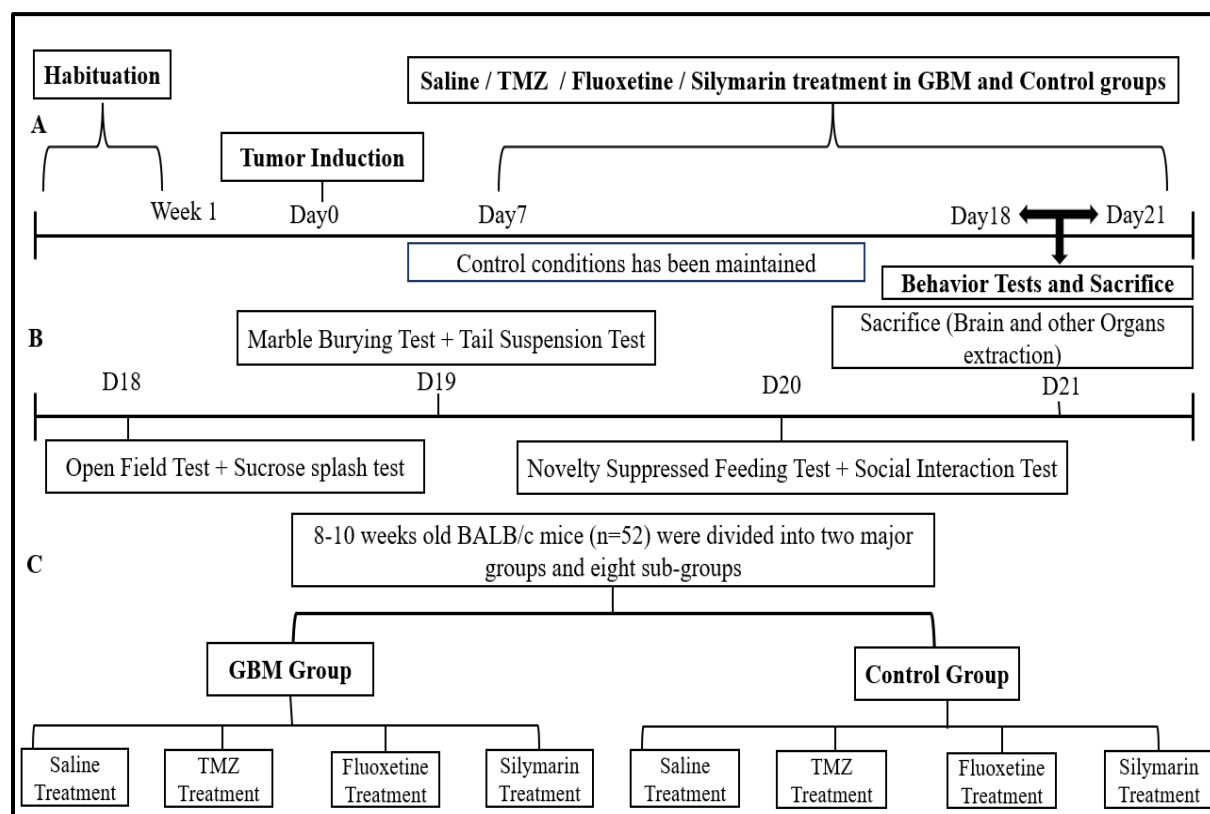 Habituation
Saline / TMZ / Fluoxetine / Silymarin treatment in GBM and Control groups
A
Tumor Induction
Week 1
Day0
Day7
Day18
Day21
Control conditions has been maintained
Behavior Tests and Sacrifice
Sacrifice (Brain and other Organs
extraction)
B
Marble Burying Test + Tail Suspension Test
D18
D19
D20
D21
Open Field Test + Sucrose splash test
Novelty Suppressed Feeding Test + Social Interaction Test
C
8-10 weeks old BALB/c mice (n=52) were divided into two major
groups and eight sub-groups
GBM Group
Control Group
Saline
Treatment
TMZ
Treatment
Fluoxetine
Treatment
Silymarin
Treatment
Saline
Treatment
TMZ
Treatment
Fluoxetine
Treatment
Silymarin
Treatment